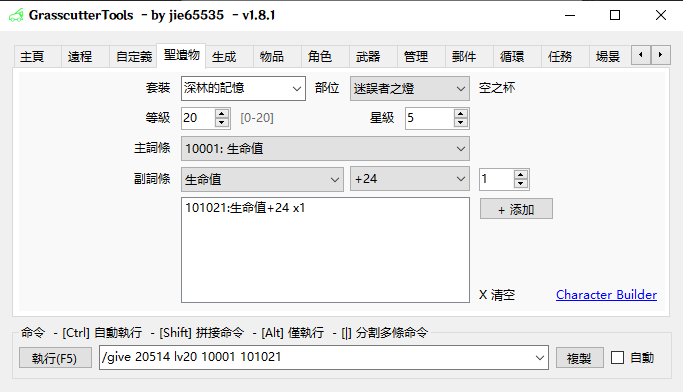 GrasscutterTools - by jie65535 - v1.8.1
主頁 遠程 自定義 聖遺物 生成 物品 角色 武器 管理 郵件 循環 任務 場景
套裝 深林的記憶 部位 迷誤者之燈 空之杯
等級 20 [0-20] 星級 5
主詞條 10001: 生命值
副詞條 生命值 +24 1
101021:生命值+24 x1
+ 添加
X 清空 Character Builder
命令 - [Ctrl] 自動執行 - [Shift] 拼接命令 - [Alt] 僅執行 - [|] 分割多條命令
執行(F5) /give 20514 lv20 10001 101021 複製 自動